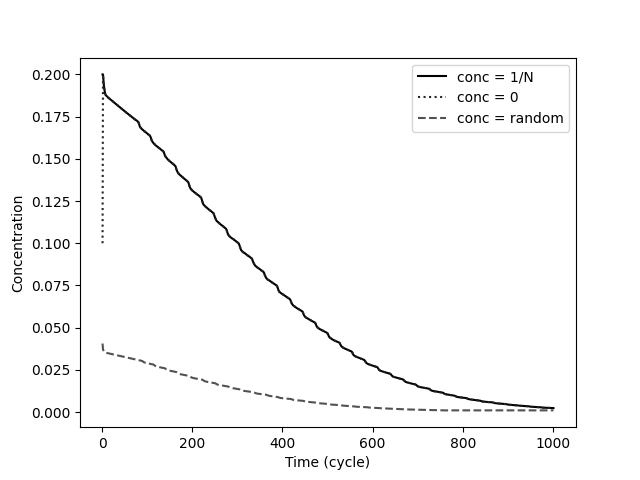 conc = 1/N
conc = 0
conc = random
Concentration
0.200
0.175
0.150
0.125
0.100
0.075
0.050
0.025
0.000
0 200 400 600 800 1000
Time (cycle)